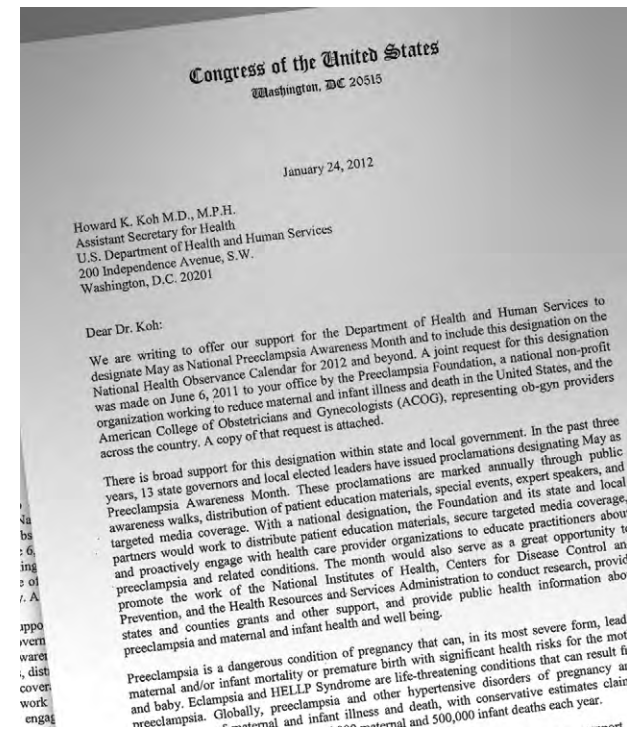 Congress of the United States
Washington, DC 20515
January 24, 2012
Howard K. Koh M.D., M.P.H.
Assistant Secretary for Health
U.S. Department of Health and Human Services
200 Independence Avenue, S.W.
Washington, D.C. 20201
Dear Dr. Koh:
We are writing to offer our support for the Department of Health and Human Services to
designate May as National Preeclampsia Awareness Month and to include this designation on the
National Health Observance Calendar for 2012 and beyond. A joint request for this designation
was made on June 6, 2011 to your office by the Preeclampsia Foundation, a national non-profit
organization working to reduce maternal and infant illness and death in the United States, and the
American College of Obstetricians and Gynecologists (ACOG), representing ob-gyn providers
across the country. A copy of that request is attached.
There is broad support for this designation within state and local government. In the past three
years, 13 state governors and local elected leaders have issued proclamations designating May as
Preeclampsia Awareness Month. These proclamations are marked annually through public
awareness walks, distribution of patient education materials, special events, expert speakers, and
targeted media coverage. With a national designation, the Foundation and its state and local
partners would work to distribute patient education materials, secure targeted media coverage,
and proactively engage with health care provider organizations to educate practitioners abou
preeclampsia and related conditions. The month would also serve as a great opportunity to
promote the work of the National Institutes of Health, Centers for Disease Control an
Prevention, and the Health Resources and Services Administration to conduct research, provid
states and counties grants and other support, and provide public health information abo
preeclampsia and maternal and infant health and well being.
Preeclampsia is a dangerous condition of pregnancy that can, in its most severe form, lead
maternal and/or infant mortality or premature birth with significant health risks for the mot
and baby. Eclampsia and HELLP Syndrome are life-threatening conditions that can result f
preeclampsia. Globally, preeclampsia and other hypertensive disorders of pregnancy a
maternal and infant illness and death, with conservative estimates claim
maternal and 500,000 infant deaths each year.